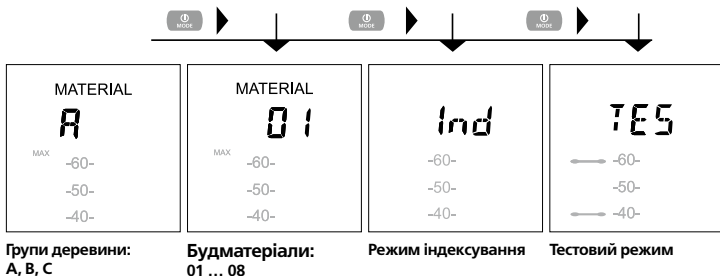 MODE
MODE
MODE
MATERIAL
A
MAX
-60-
-50-
-40-
Групи деревини:
A, B, C
MATERIAL
01
MAX
-60-
-50-
-40-
Будматеріали:
01 ... 08
Ind
-60-
-50-
-40-
Режим індексування
TES
-60-
-50-
-40-
Тестовий режим